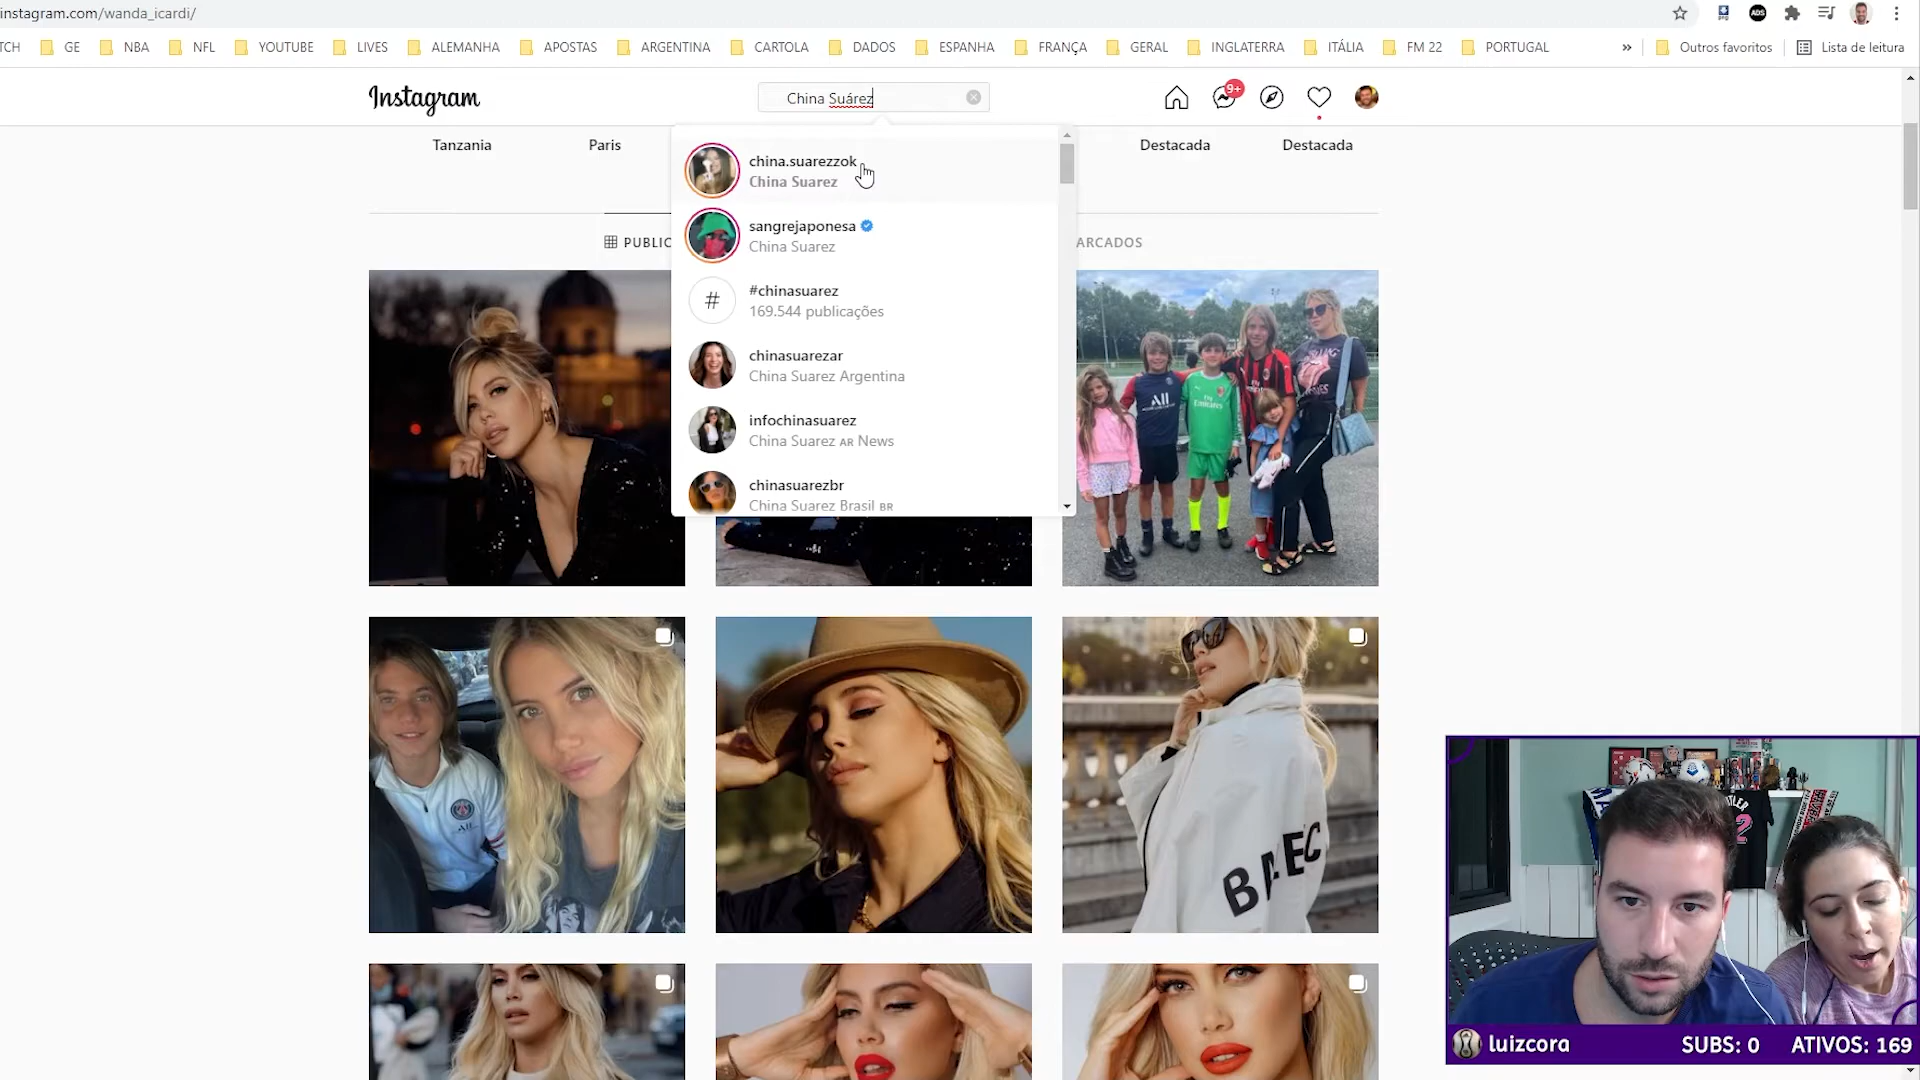 instagram.com/wanda_icardi/
TCH GE NBA NFL YOUTUBE LIVES ALEMANHA APOSTAS ARGENTINA CARTOLA DADOS ESPANHA FRANÇA GERAL INGLATERRA ITÁLIA FM 22 PORTUGAL » Outros favoritos Lista de leitura
Instagram
China Suárez
9+
Tanzania Paris Destacada Destacada
china.suarezzok
China Suarez
sangrejaponesa
China Suarez
PUBLIC
ARCADOS
#
#chinasuarez
169.544 publicações
chinasuarezar
China Suarez Argentina
infochinasuarez
China Suarez AR News
chinasuarezbr
China Suarez Brasil BR
luizcora
SUBS: 0 ATIVOS: 169